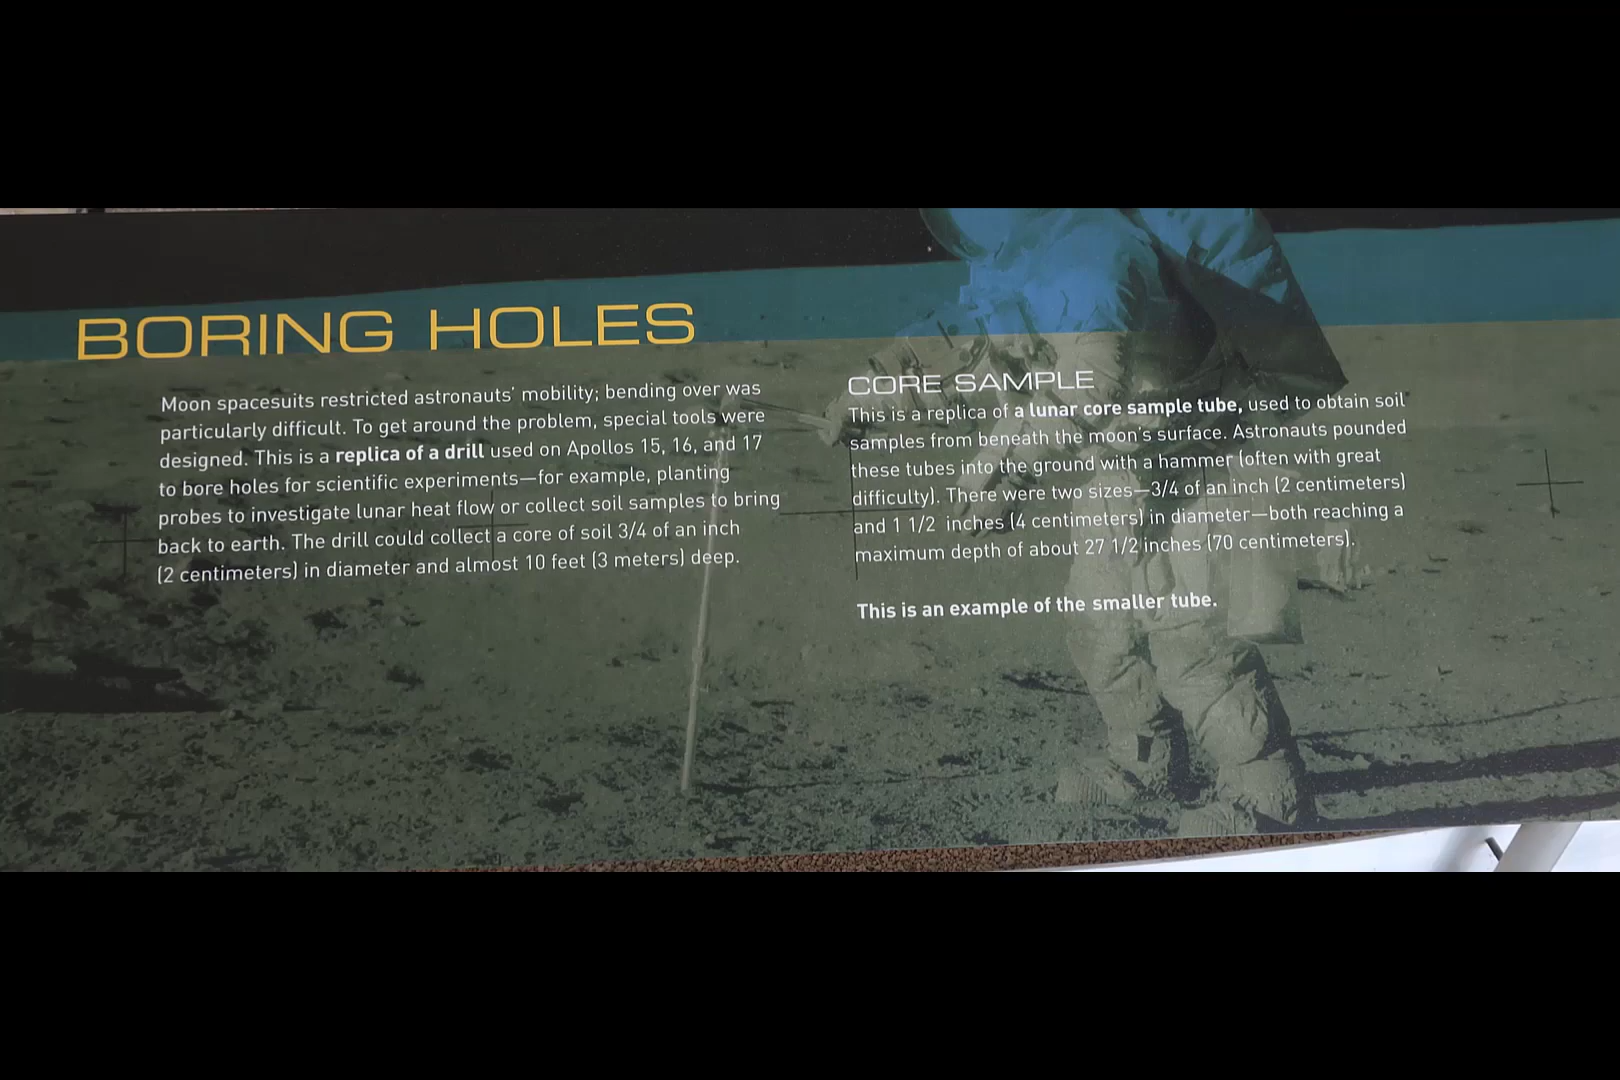 BORING HOLES
Moon spacesuits restricted astronauts' mobility; bending over was
particularly difficult. To get around the problem, special tools were
designed. This is a replica of a drill used on Apollos 15, 16, and 17
to bore holes for scientific experiments—for example, planting
probes to investigate lunar heat flow or collect soil samples to bring
back to earth. The drill could collect a core of soil 3/4 of an inch
(2 centimeters) in diameter and almost 10 feet (3 meters) deep.
CORE SAMPLE
This is a replica of a lunar core sample tube, used to obtain soil
samples from beneath the moon's surface. Astronauts pounded
these tubes into the ground with a hammer (often with great
difficulty). There were two sizes—3/4 of an inch (2 centimeters)
and 1 1/2 inches (4 centimeters) in diameter—both reaching a
maximum depth of about 27 1/2 inches (70 centimeters).
This is an example of the smaller tube.